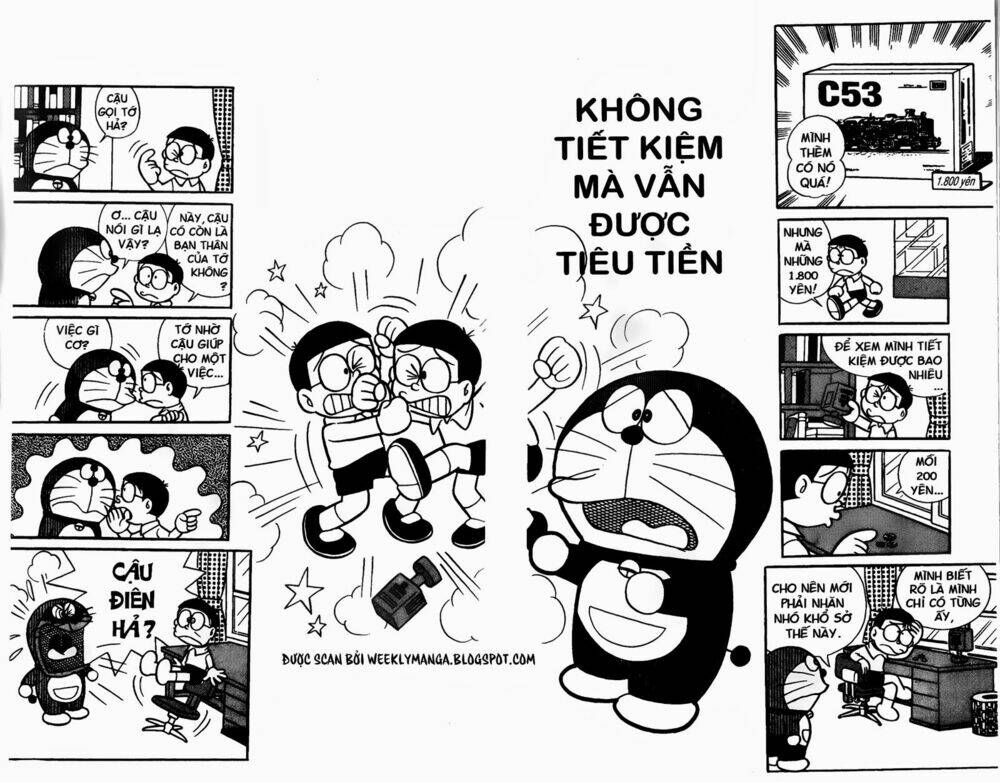 KHÔNG
TIẾT KIỆM
MÀ VẪN
ĐƯỢC
TIÊU TIỀN
C53
MÌNH
THÈM
CÓ NÓ
QUÁ!
1.800 yên
NHƯNG
MÀ
NHỮNG
1.800
YÊN!
ĐỂ XEM MÌNH TIẾT
KIỆM ĐƯỢC BAO
NHIÊU
...
MỐI
200
YÊN...
MÌNH BIẾT
RÕ LÀ MÌNH
CHỈ CÓ TỪNG
ẤY,
CHO NÊN MỚI
PHẢI NHĂN
NHÓ KHỔ SỞ
THẾ NÀY.
CẬU
GỌI TỚ
HẢ?
NÀY, CẬU
CÓ CÒN LÀ
BẠN THÂN
CỦA TỚ
KHÔNG
?
Ơ... CẬU
NÓI GÌ LẠ
VẬY?
TỚ NHỜ
CẬU GIÚP
CHO MỘT
VIỆC...
VIỆC GÌ
CƠ?
CẬU
ĐIÊN
HẢ?
ĐƯỢC SCAN BỞI WEEKLYMANGA.BLOGSPOT.COM